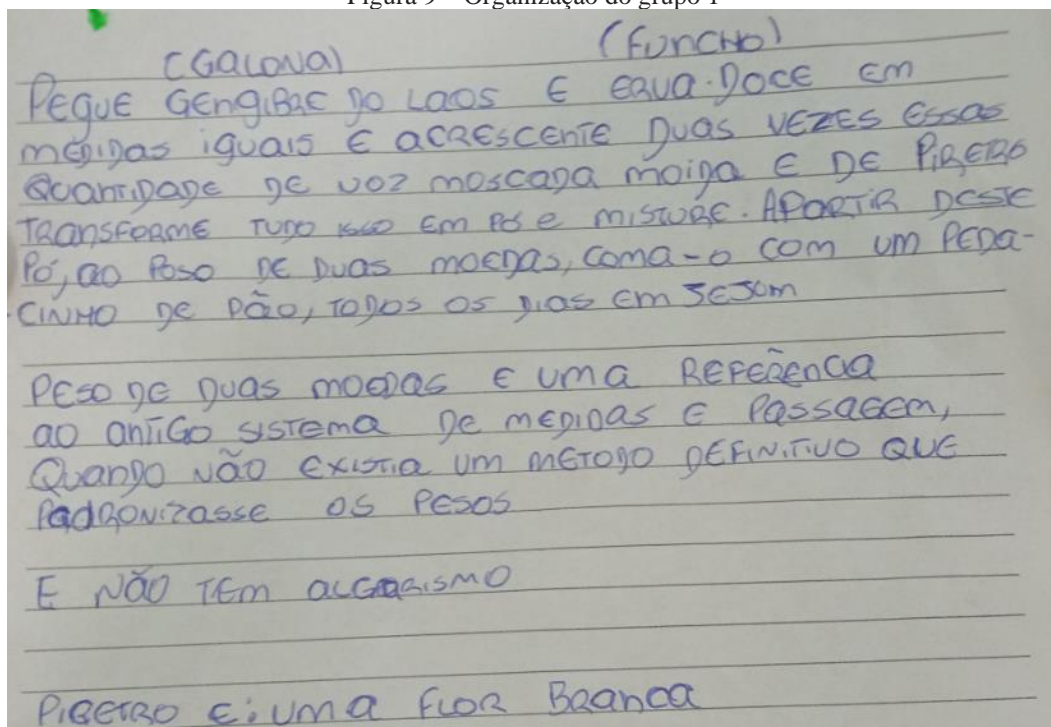 Figura 9 – Organização do grupo 1
(GALONA) (FUNCHO)
PEGUE GENGIBRE DO LAOS E ERVA-DOCE EM
MEDIDAS IGUAIS E ACRESCENTE DUAS VEZES ESSAS
QUANTIDADE DE NOZ MOSCADA MOIDA E DE PIRETRO
TRANSFORME TUDO ISSO EM PÓ E MISTURE. APARTIR DESTE
PÓ, AO PESO DE DUAS MOEDAS, COMA-O COM UM PEDA-
CINHO DE PÃO, TODOS OS DIAS EM JEJUM
PESO DE DUAS MOEDAS E UMA REFERÊNCIA
AO ANTIGO SISTEMA DE MEDIDAS E PASSAGEM,
QUANDO NÃO EXISTIA UM METODO DEFINITIVO QUE
PADRONIZASSE OS PESOS
E NÃO TEM ALGARISMO
PIRETRO E: UMA FLOR BRANCA